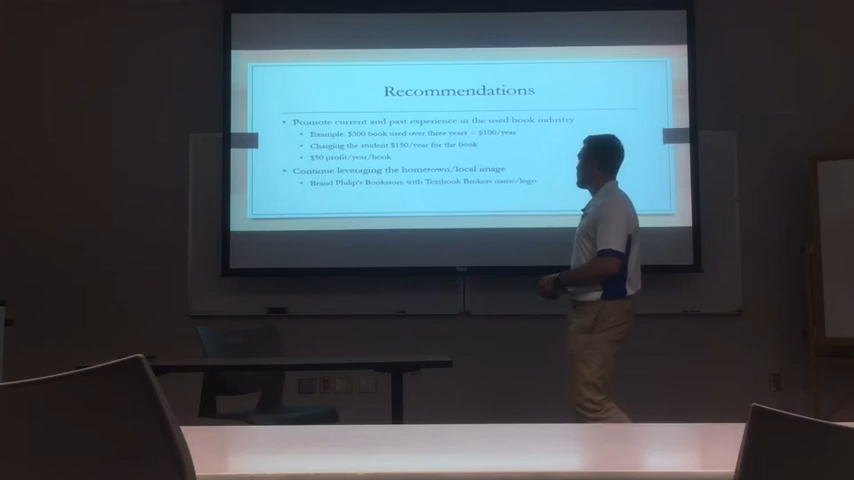 Recommendations
• Promote current and past experience in the used book industry
• Example: $300 book used over three years = $100/year
• Charging the student $150/year for the book
• $50 profit/year/book
• Continue leveraging the hometown/local image
• Brand Philip's Bookstore with Textbook Brokers name/logo